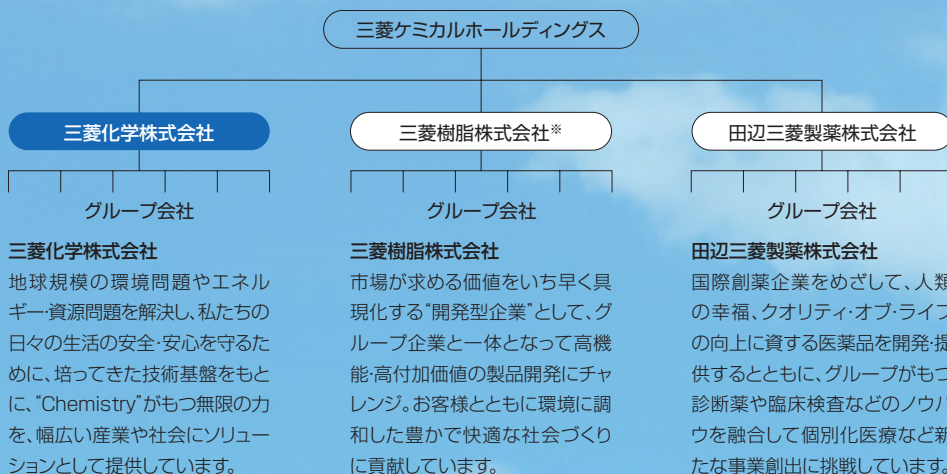 三菱ケミカルホールディングス
三菱化学株式会社
三菱樹脂株式会社※
田辺三菱製薬株式会社
グループ会社
グループ会社
グループ会社
三菱化学株式会社
地球規模の環境問題やエネル
ギー・資源問題を解決し、私たちの
日々の生活の安全・安心を守るた
めに、培ってきた技術基盤をもと
に、“Chemistry”がもつ無限の力
を、幅広い産業や社会にソリュー
ションとして提供しています。
三菱樹脂株式会社
市場が求める価値をいち早く具
現化する“開発型企業”として、グ
ループ企業と一体となって高機
能・高付加価値の製品開発にチャ
レンジ。お客様とともに環境に調
和した豊かで快適な社会づくり
に貢献しています。
田辺三菱製薬株式会社
国際創薬企業をめざして、人類
の幸福、クオリティ・オブ・ライフ
の向上に資する医薬品を開発・提
供するとともに、グループがもつ
診断薬や臨床検査などのノウハ
ウを融合して個別化医療など新
たな事業創出に挑戦しています。